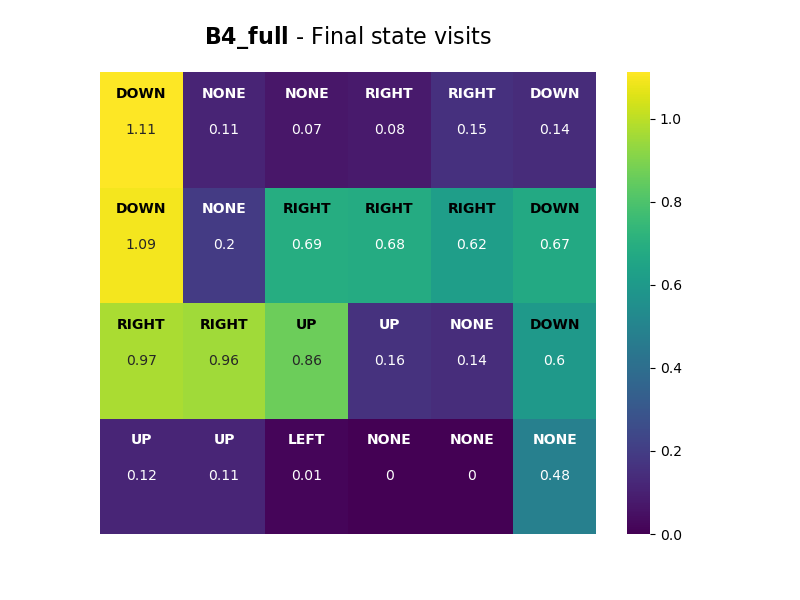 B4_full - Final state visits
DOWN NONE NONE RIGHT RIGHT DOWN
1.11 0.11 0.07 0.08 0.15 0.14
DOWN NONE RIGHT RIGHT RIGHT DOWN
1.09 0.2 0.69 0.68 0.62 0.67
RIGHT RIGHT UP UP NONE DOWN
0.97 0.96 0.86 0.16 0.14 0.6
UP UP LEFT NONE NONE NONE
0.12 0.11 0.01 0 0 0.48
1.0
0.8
0.6
0.4
0.2
0.0